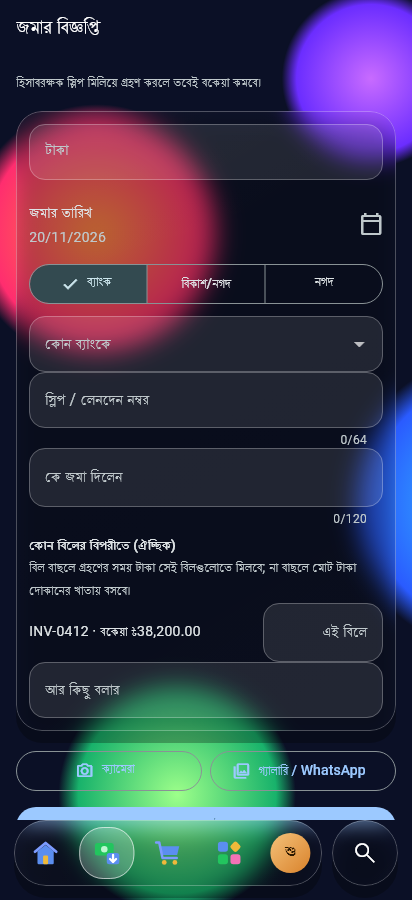 জমার বিজ্ঞপ্তি
হিসাবরক্ষক স্লিপ মিলিয়ে গ্রহণ করলে তবেই বকেয়া কমবে।
টাকা
জমার তারিখ
20/11/2026
ব্যাংক
বিকাশ/নগদ
নগদ
কোন ব্যাংকে
স্লিপ / লেনদেন নম্বর
0/64
কে জমা দিলেন
0/120
কোন বিলের বিপরীতে (ঐচ্ছিক)
বিল বাছলে গ্রহণের সময় টাকা সেই বিলগুলোতে মিলবে; না বাছলে মোট টাকা
দোকানের খাতায় বসবে।
INV-0412 · বকেয়া ৳38,200.00
এই বিলে
আর কিছু বলার
ক্যামেরা
গ্যালারি / WhatsApp
শু